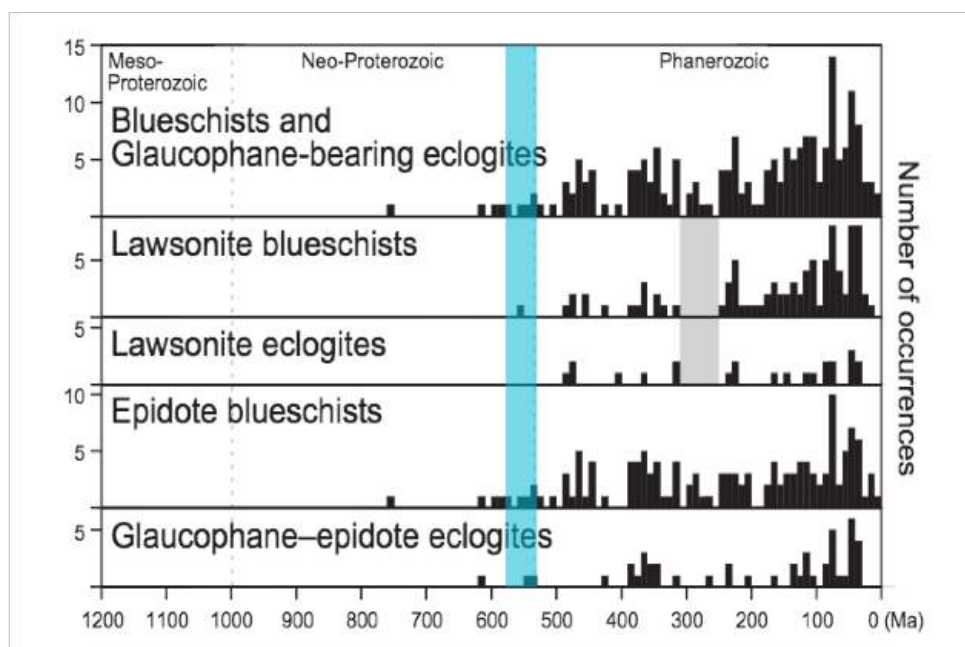 15
Meso-
Proterozoic
Neo-Proterozoic
Phanerozoic
10
Blueschists and
Glaucophane-bearing eclogites
5
Lawsonite blueschists
5
5
Lawsonite eclogites
10
Epidote blueschists
5
5
Glaucophane–epidote eclogites
Number of occurrences
1200 1100 1000 900 800 700 600 500 400 300 200 100 0 (Ma)